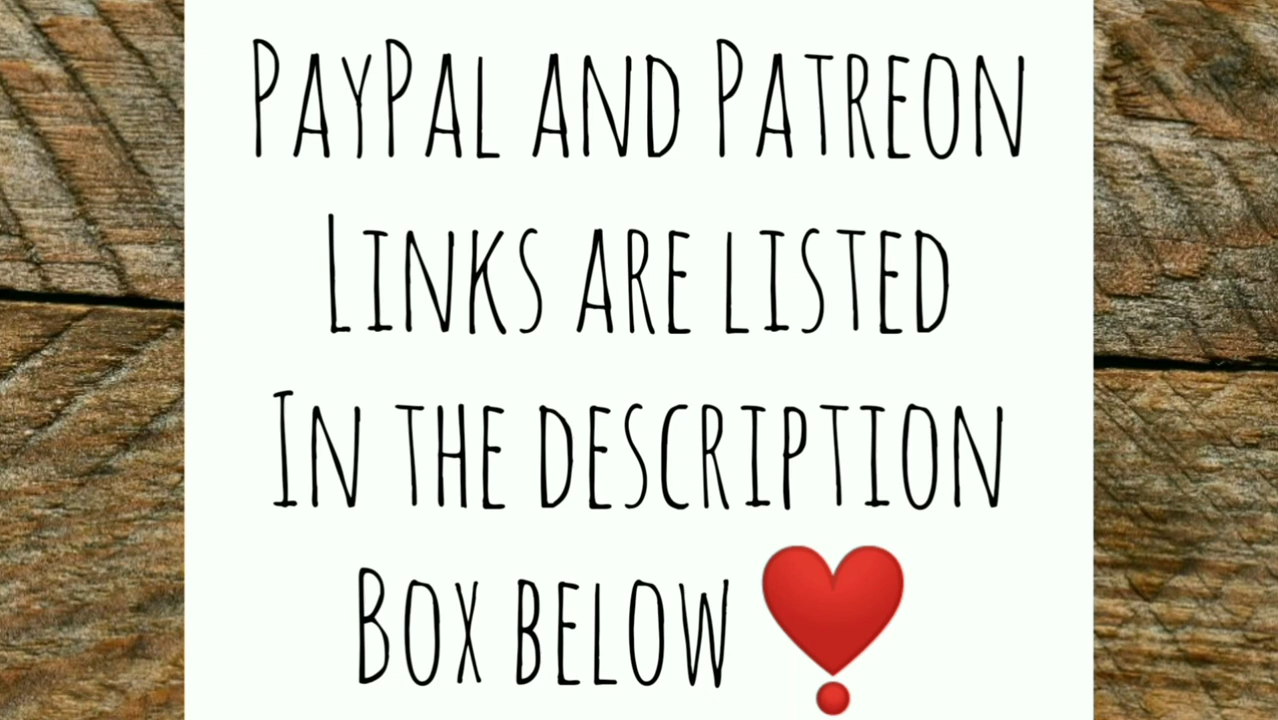 PayPal and Patreon
Links are listed
In the description
Box below ❣